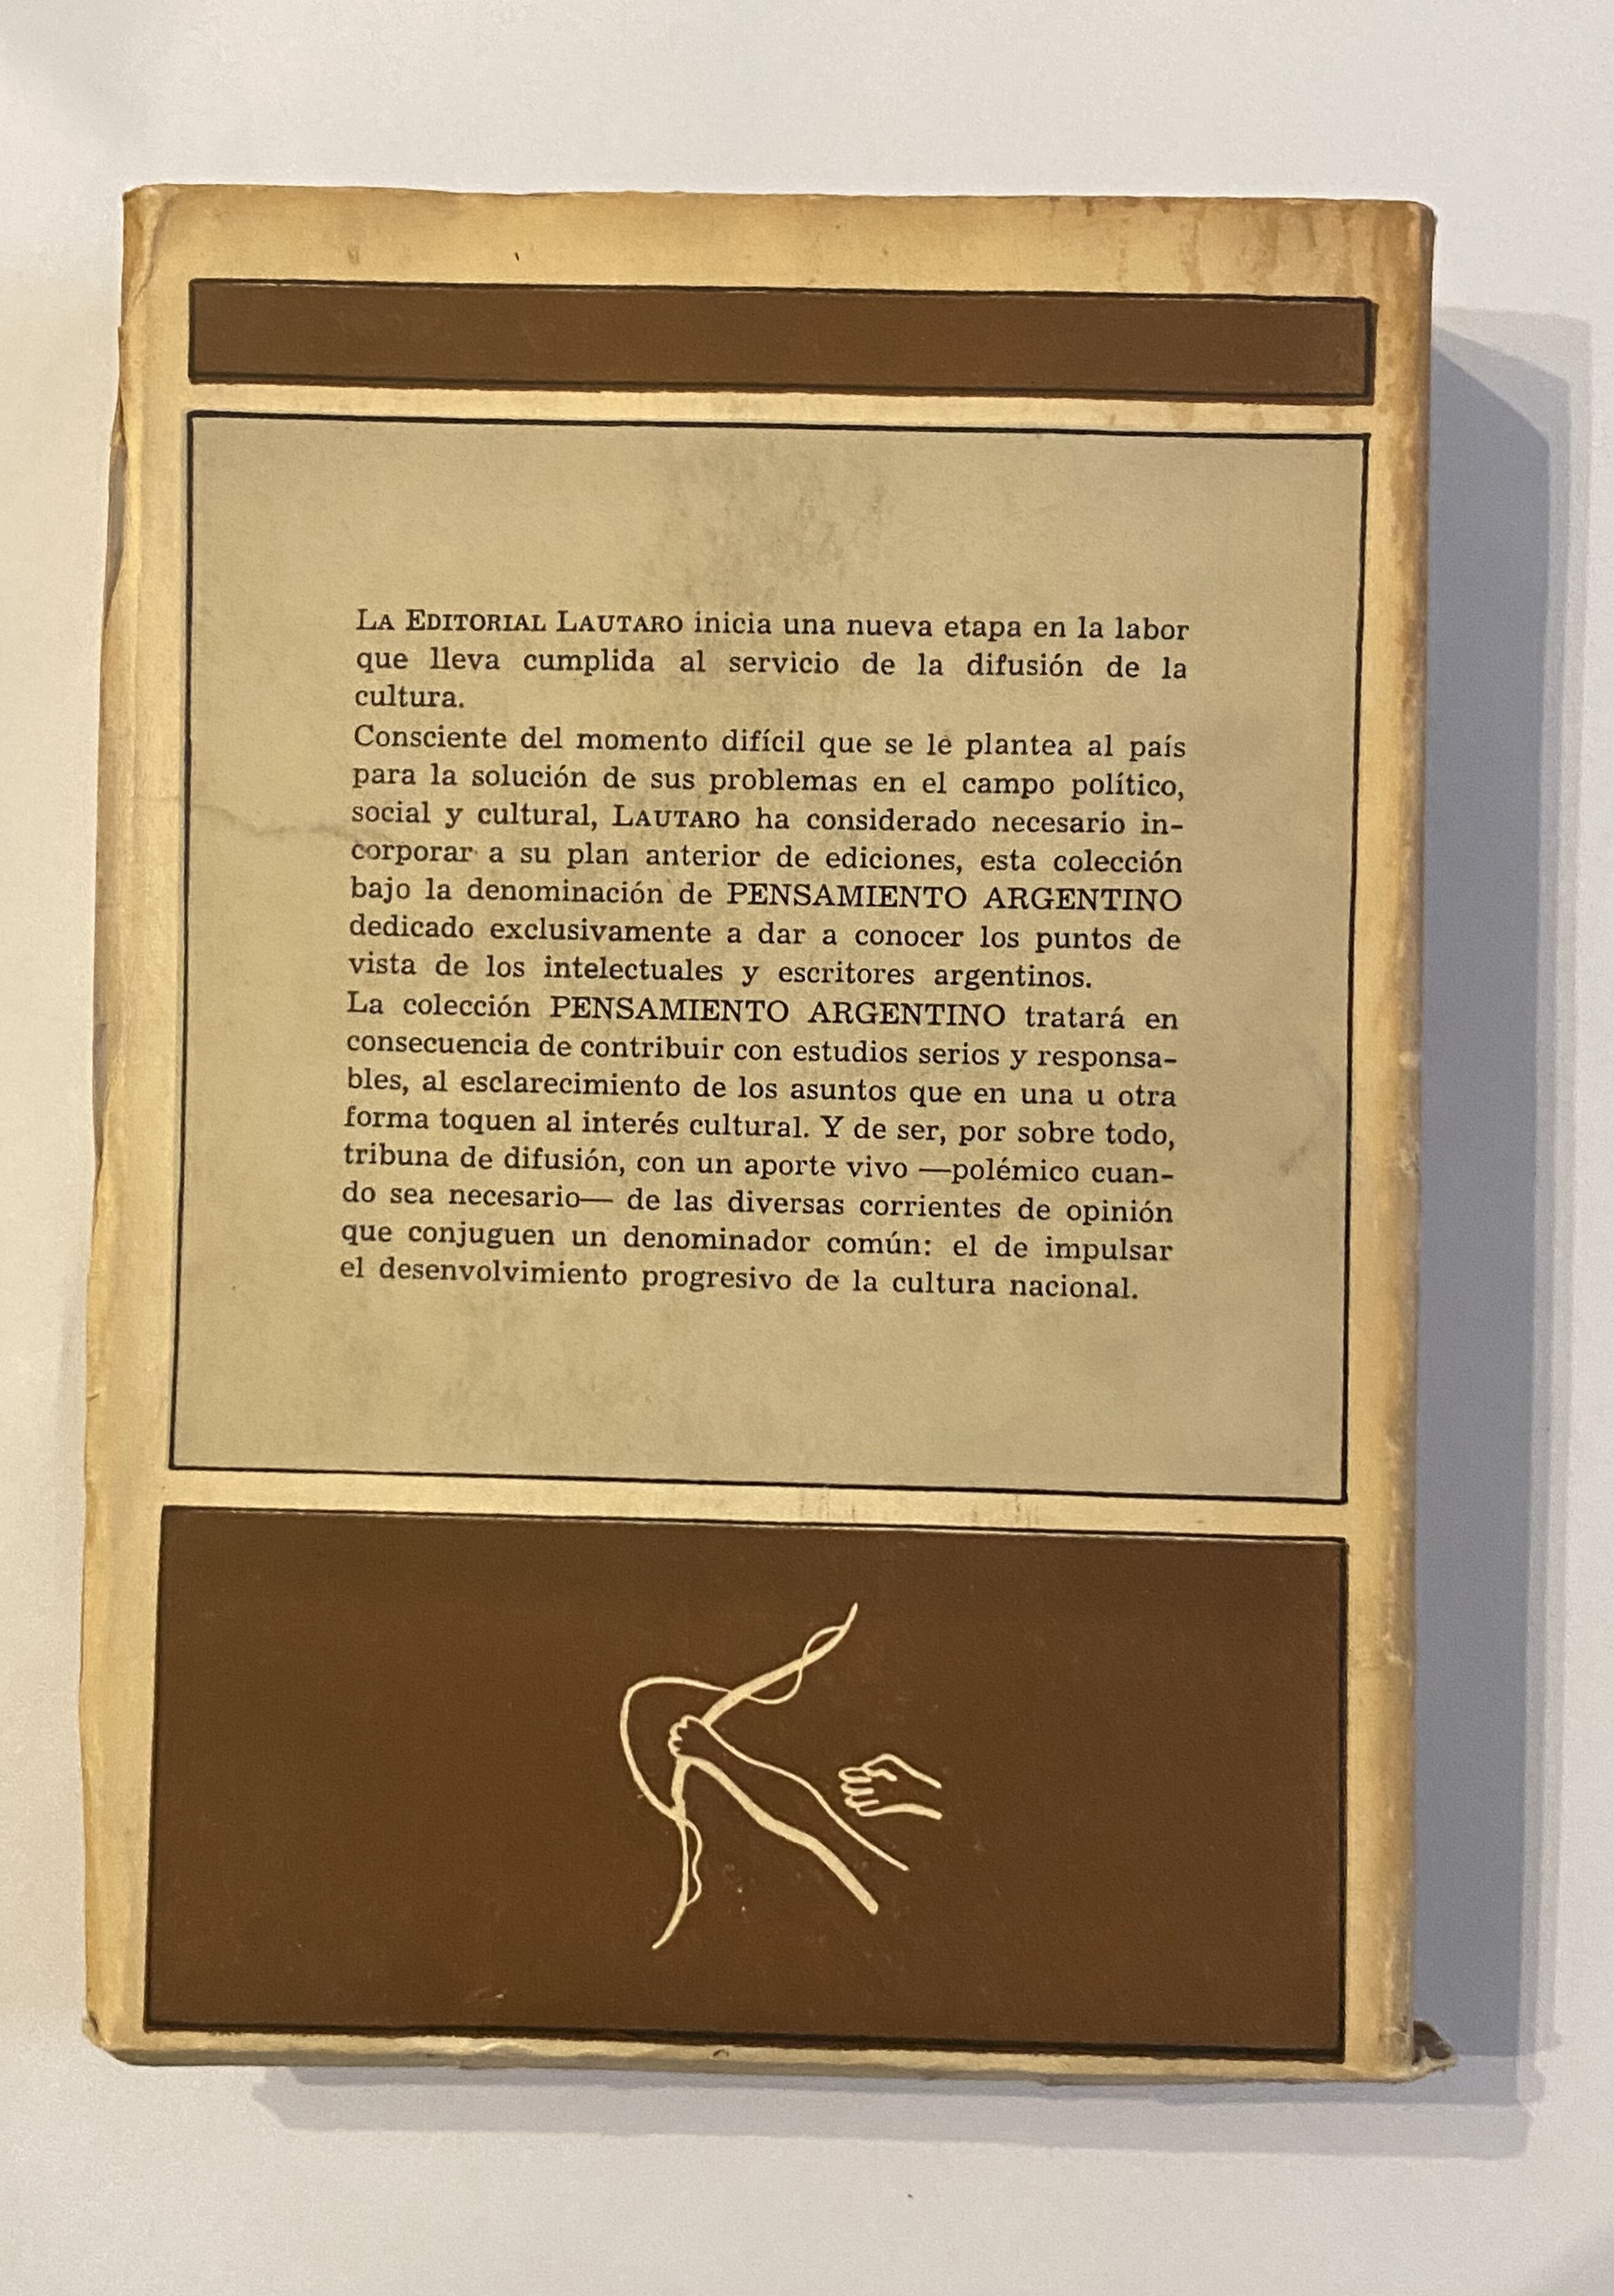 LA EDITORIAL LAUTARO inicia una nueva etapa en la labor
que lleva cumplida al servicio de la difusión de la
cultura.
Consciente del momento difícil que se le plantea al país
para la solución de sus problemas en el campo político,
social y cultural, LAUTARO ha considerado necesario in-
corporar a su plan anterior de ediciones, esta colección
bajo la denominación de PENSAMIENTO ARGENTINO
dedicado exclusivamente a dar a conocer los puntos de
vista de los intelectuales y escritores argentinos.
La colección PENSAMIENTO ARGENTINO tratará en
consecuencia de contribuir con estudios serios y responsa-
bles, al esclarecimiento de los asuntos que en una u otra
forma toquen al interés cultural. Y de ser, por sobre todo,
tribuna de difusión, con un aporte vivo —polémico cuan-
do sea necesario— de las diversas corrientes de opinión
que conjuguen un denominador común: el de impulsar
el desenvolvimiento progresivo de la cultura nacional.